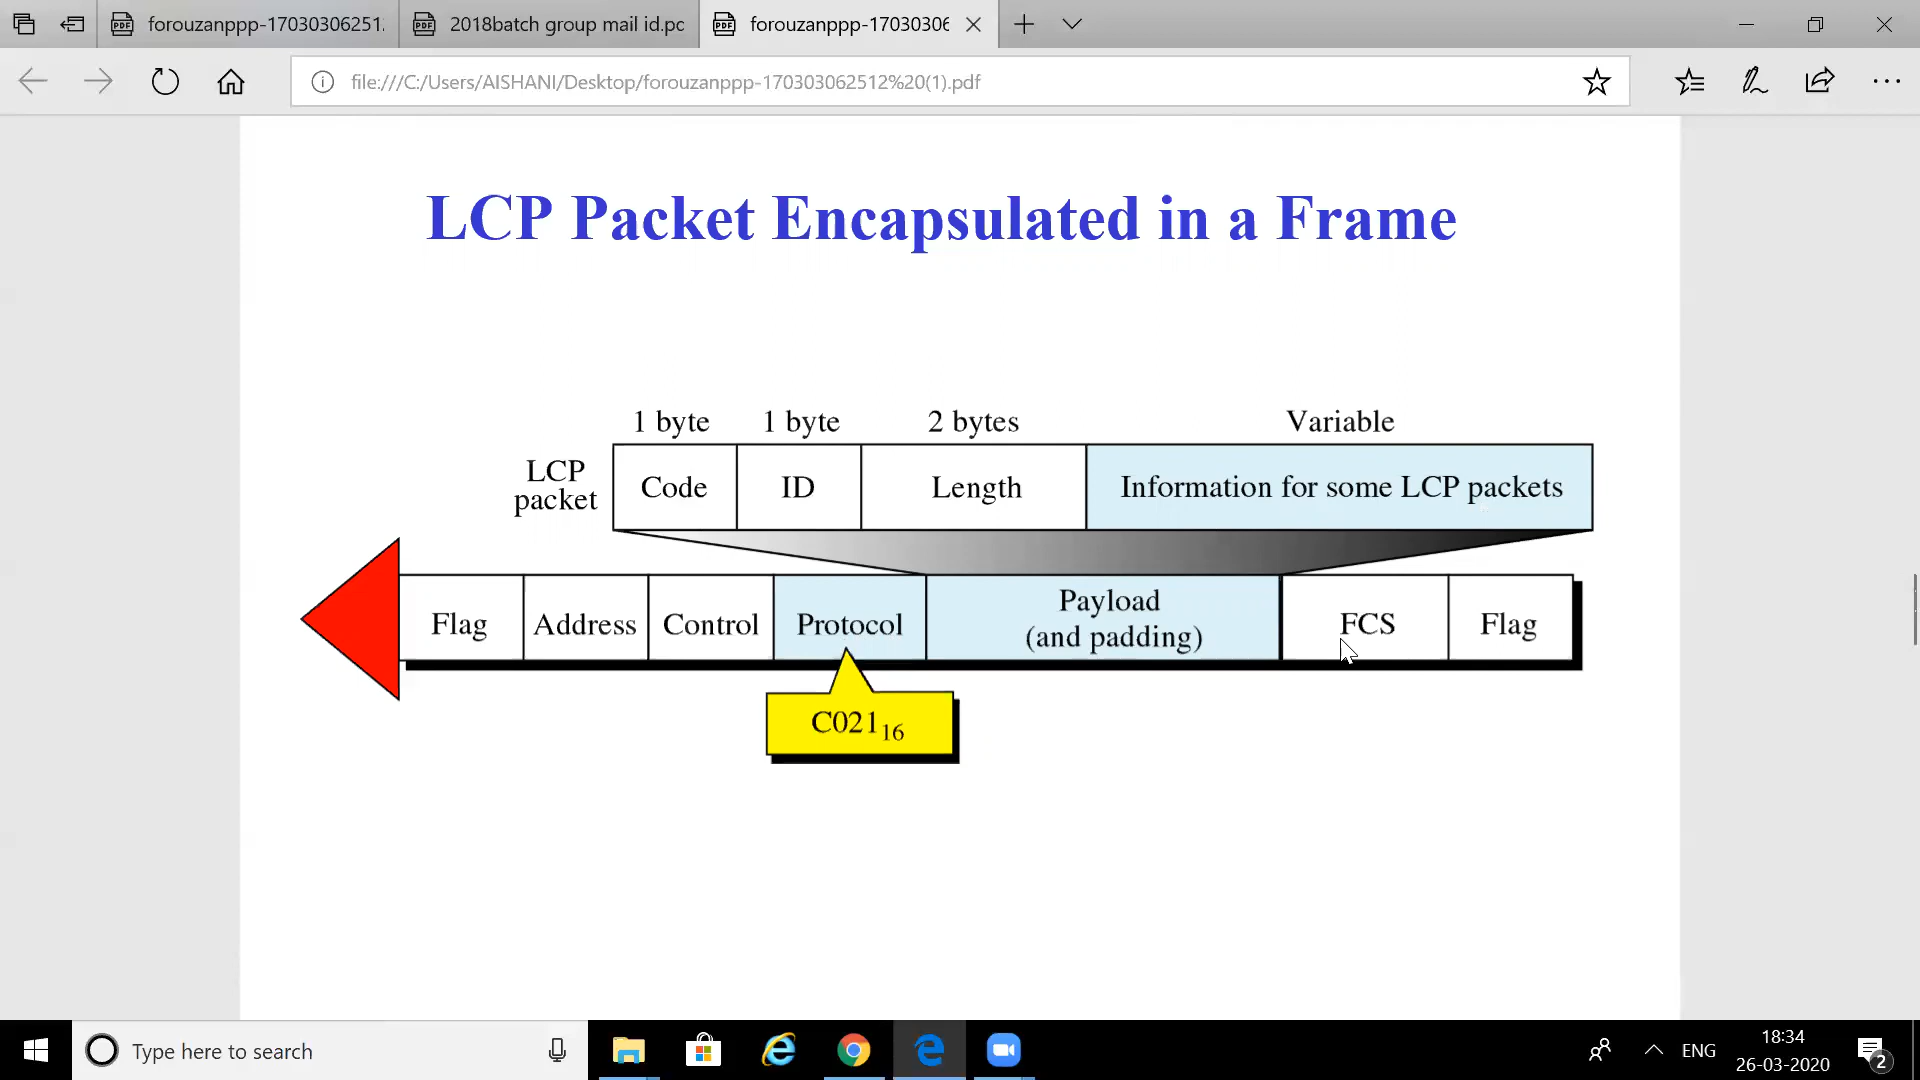 forouzanppp-170303062512
2018batch group mail id.pc
forouzanppp-17030306
file:///C:/Users/AISHANI/Desktop/forouzanppp-170303062512%20(1).pdf
LCP Packet Encapsulated in a Frame
1 byte 1 byte 2 bytes Variable
LCP
packet
Code ID Length Information for some LCP packets
Flag Address Control Protocol Payload
(and padding) FCS Flag
C021₁₆
Type here to search
ENG
18:34
26-03-2020
2